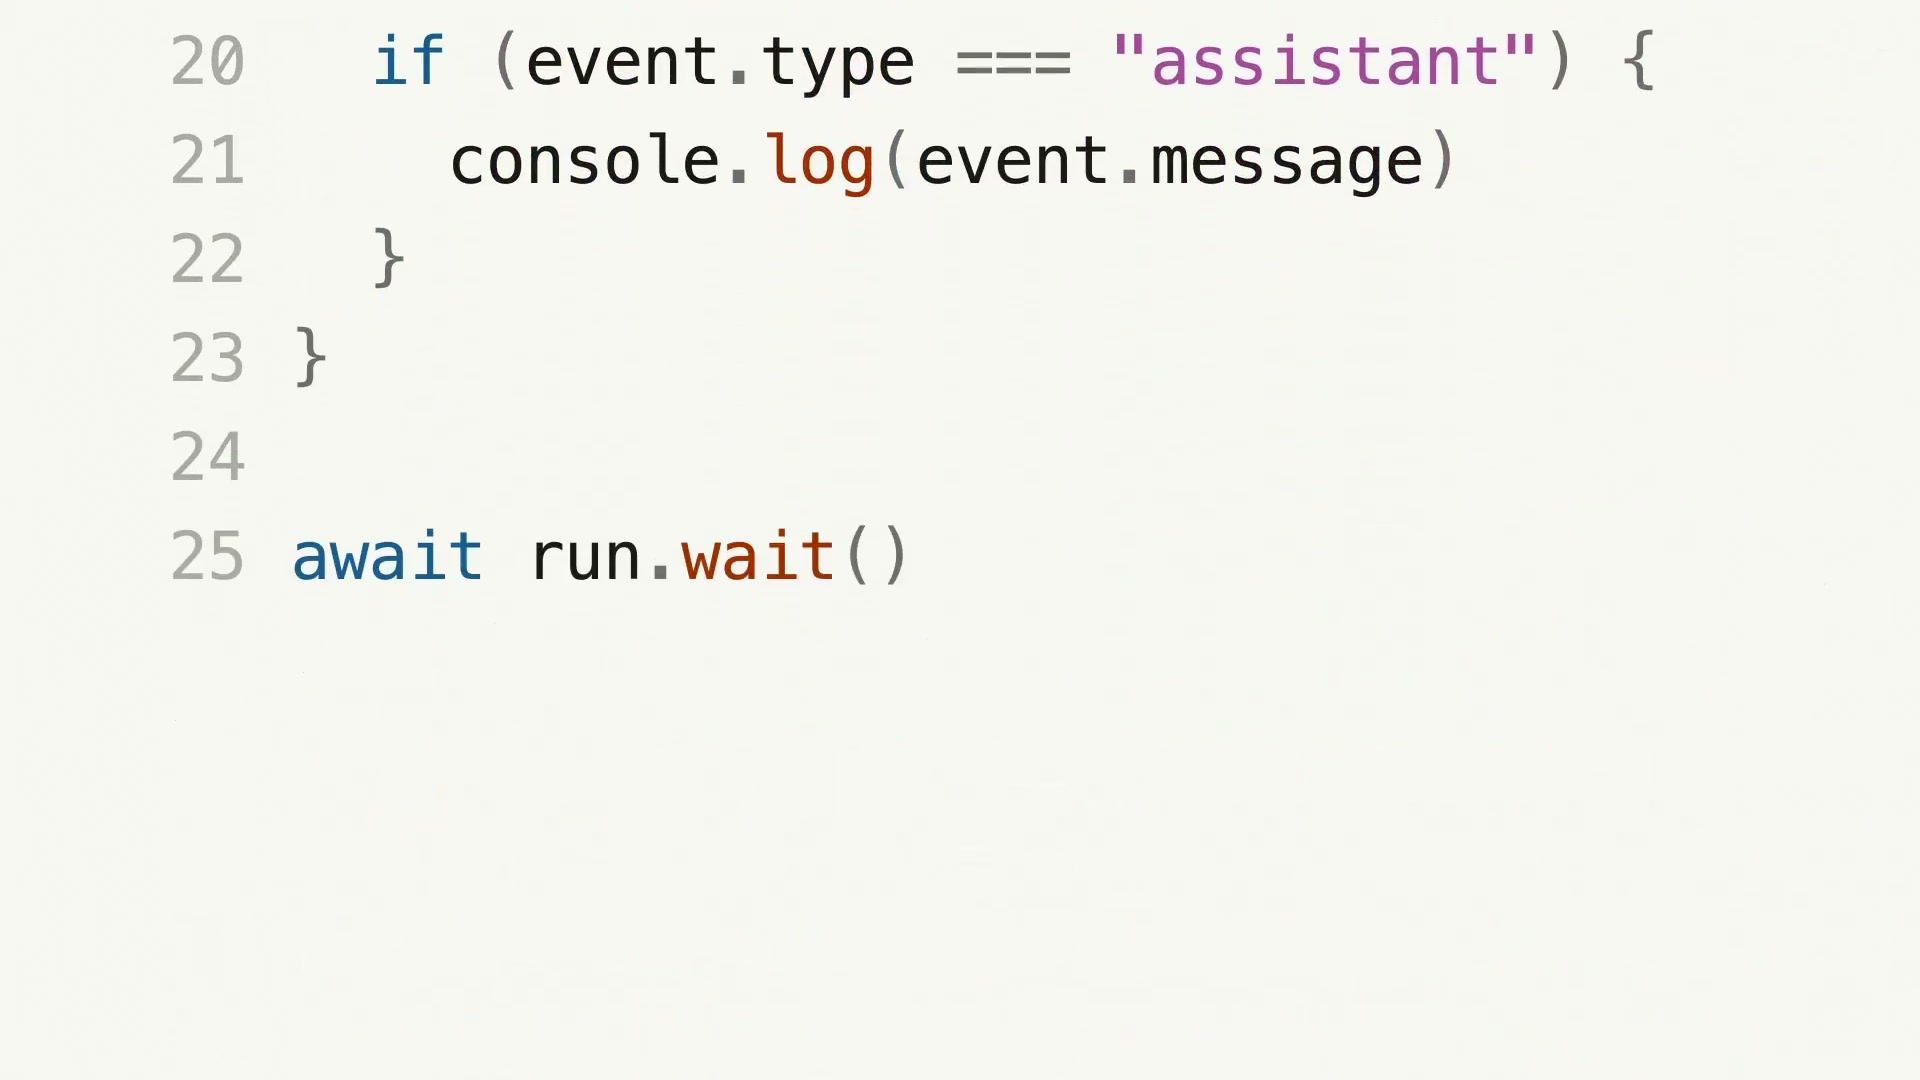 20 if (event.type === "assistant") {
21 console.log(event.message)
22 }
23 }
24
25 await run.wait()